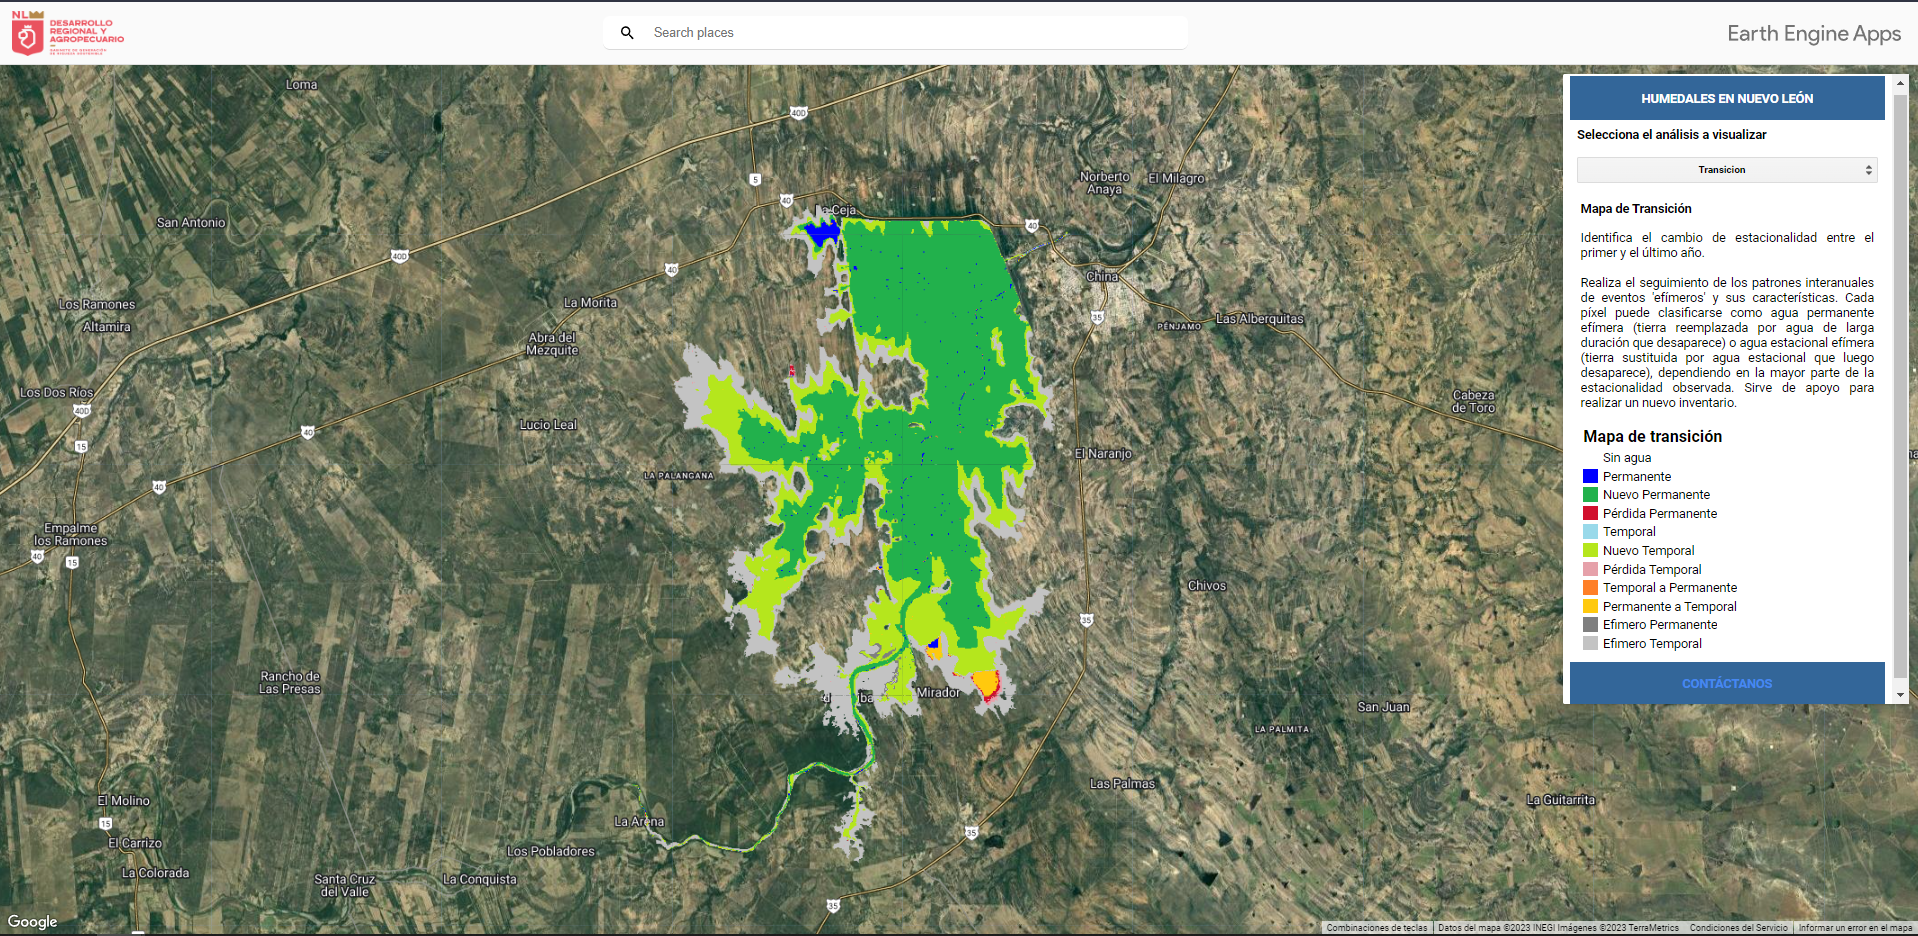 NL
DESARROLLO
REGIONAL Y
AGROPECUARIO
Search places
Earth Engine Apps
HUMEDALES EN NUEVO LEÓN
Selecciona el análisis a visualizar
Transicion
Mapa de Transición
Identifica el cambio de estacionalidad entre el
primer y el último año.
Realiza el seguimiento de los patrones interanuales
de eventos 'efímeros' y sus características. Cada
píxel puede clasificarse como agua permanente
efímera (tierra reemplazada por agua de larga
duración que desaparece) o agua estacional efímera
(tierra sustituida por agua estacional que luego
desaparece), dependiendo en la mayor parte de la
estacionalidad observada. Sirve de apoyo para
realizar un nuevo inventario.
Mapa de transición
Sin agua
Permanente
Nuevo Permanente
Pérdida Permanente
Temporal
Nuevo Temporal
Pérdida Temporal
Temporal a Permanente
Permanente a Temporal
Efimero Permanente
Efimero Temporal
CONTÁCTANOS
Loma
40D
5
Norberto
Anaya
El Milagro
40
a Ceja
San Antonio
40
40D
40
China
Los Ramones
La Morita
35
PÉNJAMO
Las Alberquitas
Altamira
Abra del
Mezquite
Los Dos Ríos
40D
Cabeza
de Toro
Lucio Leal
40
15
El Naranjo
LA PALANGANA
40
Empalme
los Ramones
40
15
Chivos
35
Rancho de
Las Presas
Mirador
San Juan
LA PALMITA
Las Palmas
El Molino
La Guitarrita
15
La Arena
35
El Carrizo
Los Pobladores
La Colorada
Santa Cruz
del Valle
La Conquista
35
Google
Combinaciones de teclas
Datos del mapa ©2023 INEGI Imágenes ©2023 TerraMetrics
Condiciones del Servicio
Informar un error en el mapa